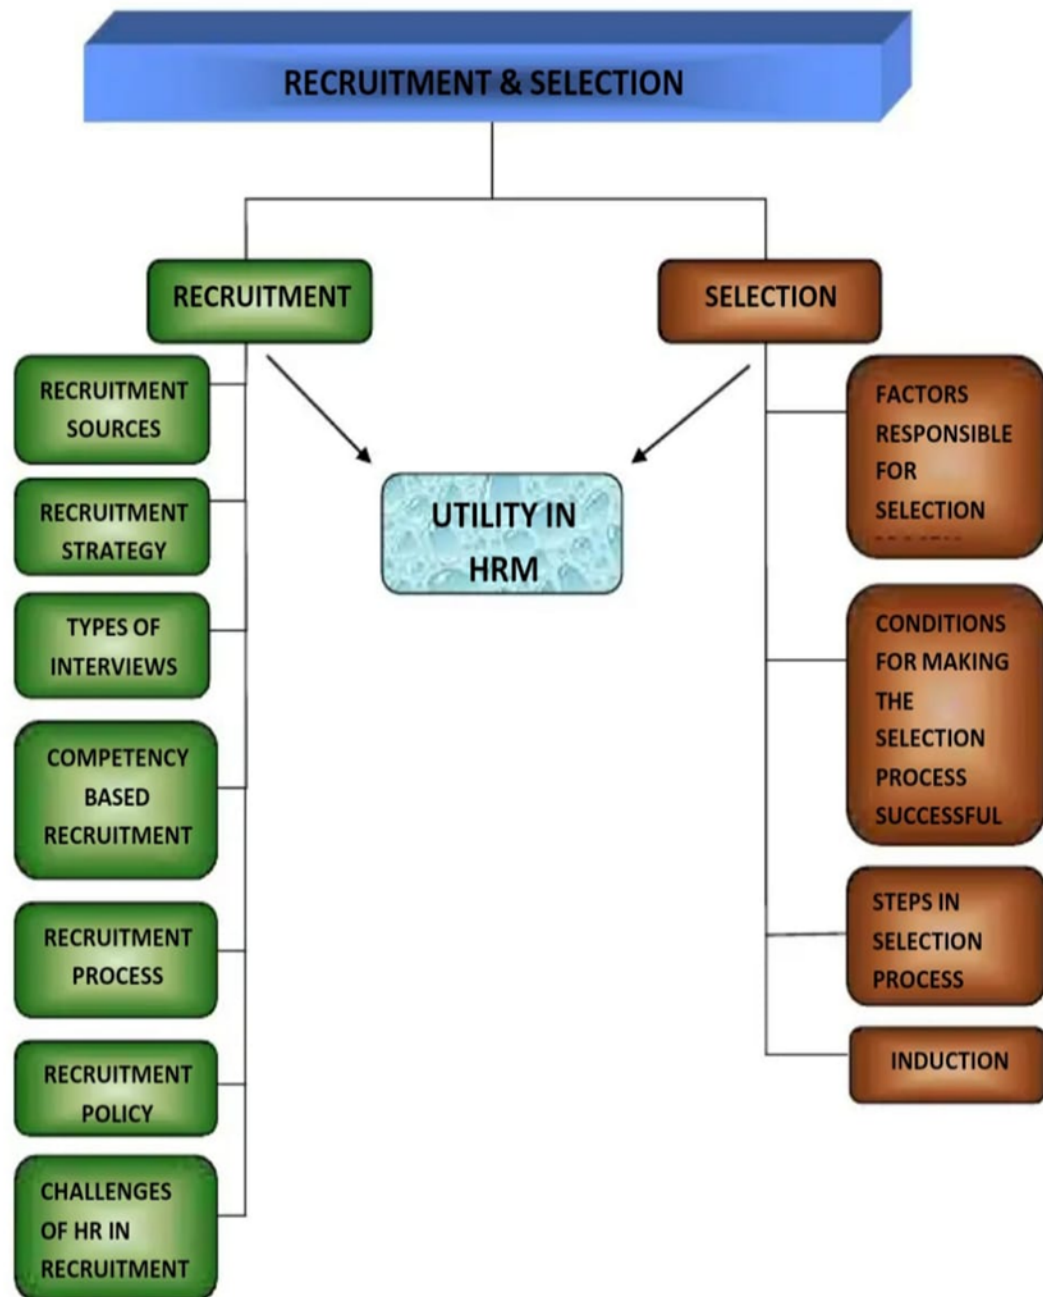 RECRUITMENT & SELECTION
RECRUITMENT
SELECTION
RECRUITMENT
SOURCES
RECRUITMENT
STRATEGY
TYPES OF
INTERVIEWS
COMPETENCY
BASED
RECRUITMENT
RECRUITMENT
PROCESS
RECRUITMENT
POLICY
CHALLENGES
OF HR IN
RECRUITMENT
UTILITY IN
HRM
FACTORS
RESPONSIBLE
FOR
SELECTION
CONDITIONS
FOR MAKING
THE
SELECTION
PROCESS
SUCCESSFUL
STEPS IN
SELECTION
PROCESS
INDUCTION